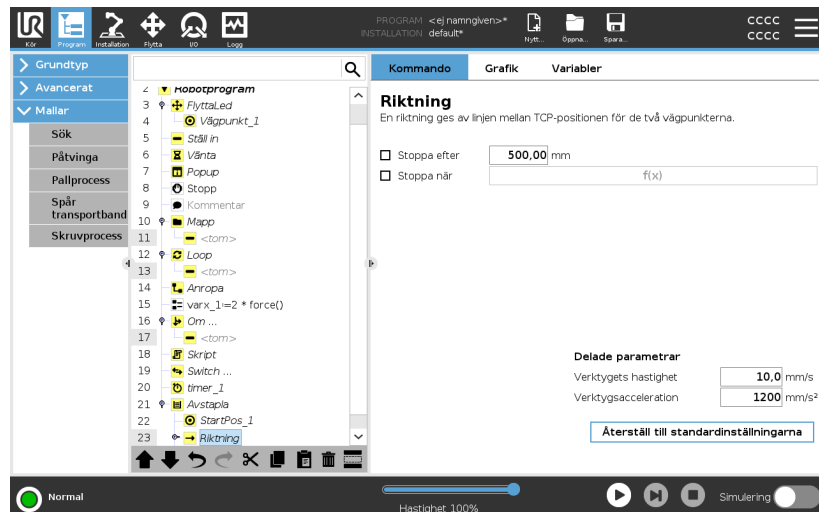 PROGRAM <ej namngiven>*
INSTALLATION default*
Kör
Program
Installation
Flytta
I/O
Logg
Nytt...
Öppna...
Spara...
CCCC
CCCC
Grundtyp
Avancerat
Mallar
Sök
Påtvinga
Pallprocess
Spår
transportband
Skruvprocess
2 Robotprogram
3 FlyttaLed
4 Vägpunkt_1
5 Ställ in
6 Vänta
7 Popup
8 Stopp
9 Kommentar
10 Mapp
11 <tom>
12 Loop
13 <tom>
14 Anropa
15 varx_1=2 * force()
16 Om ...
17 <tom>
18 Skript
19 Switch ...
20 timer_1
21 Avstapla
22 StartPos_1
23 Riktning
Kommando Grafik Variabler
Riktning
En riktning ges av linjen mellan TCP-positionen för de två vägpunkterna.
Stoppa efter 500,00 mm
Stoppa när f(x)
Delade parametrar
Verktygets hastighet 10,0 mm/s
Verktygsacceleration 1200 mm/s²
Återställ till standardinställningarna
Normal
Hastighet 100%
Simulering